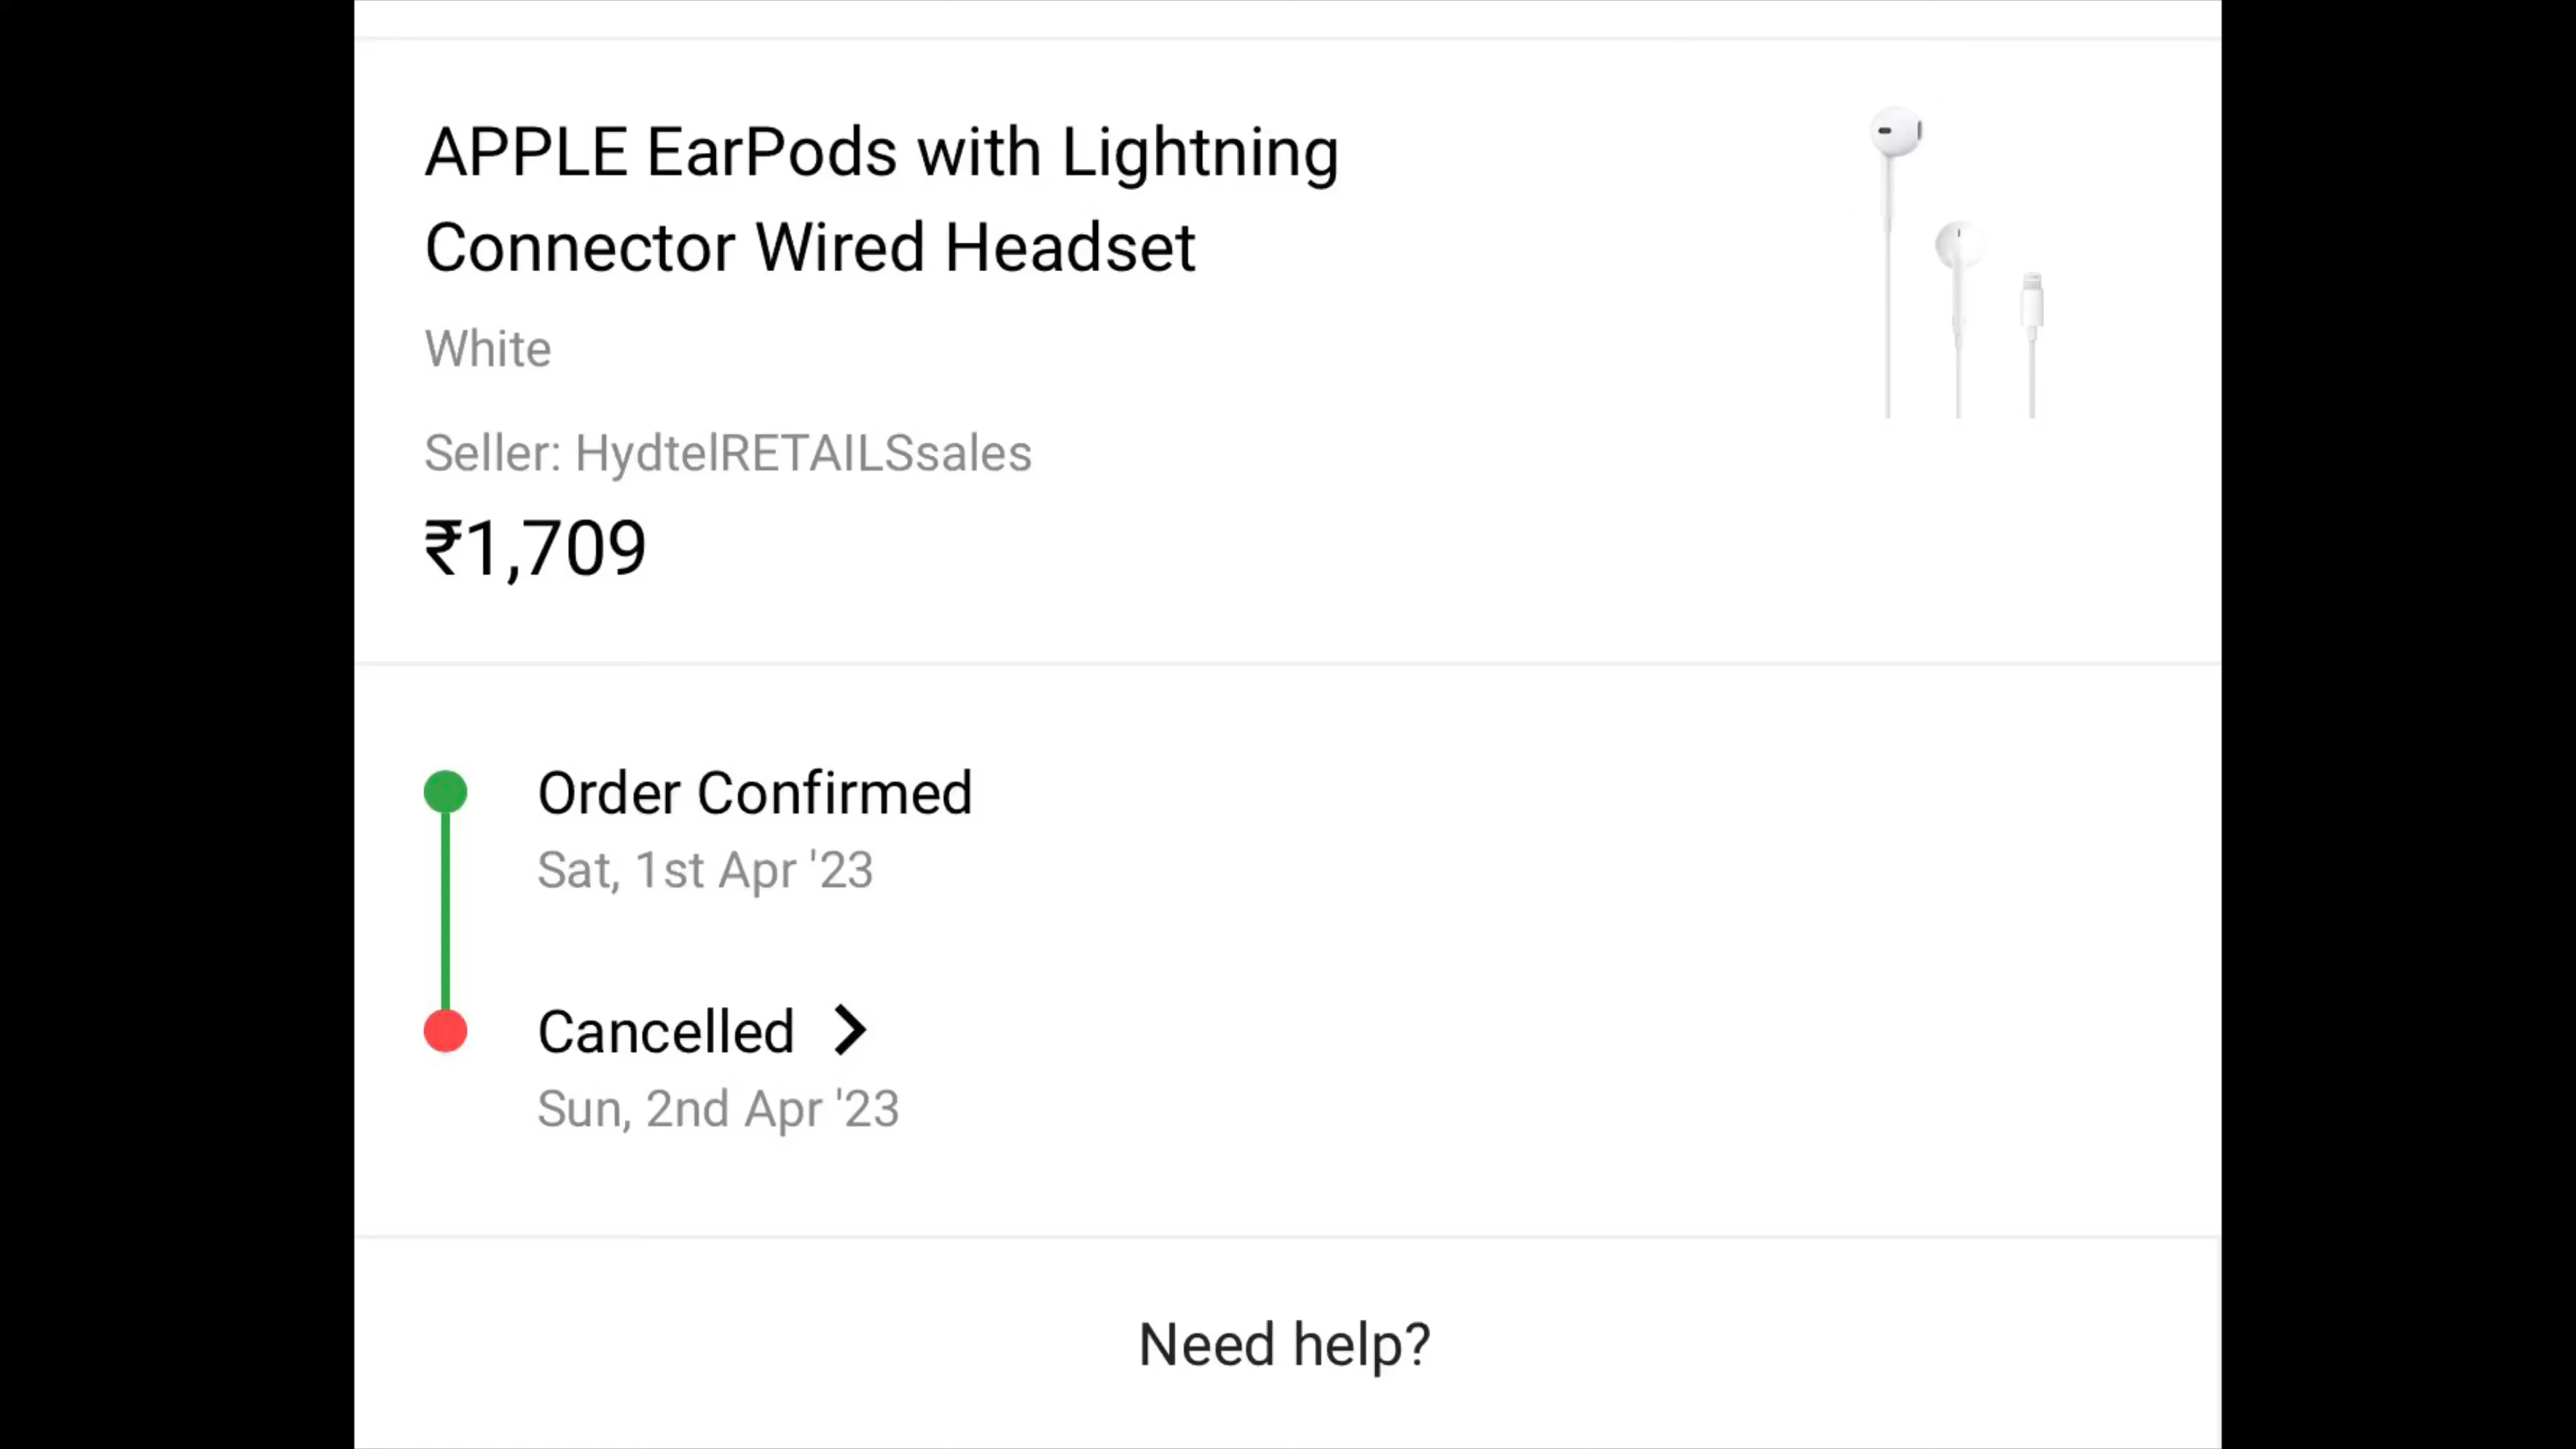 APPLE EarPods with Lightning
Connector Wired Headset
White
Seller: HydtelRETAILSsales
₹1,709
Order Confirmed
Sat, 1st Apr '23
Cancelled
Sun, 2nd Apr '23
Need help?